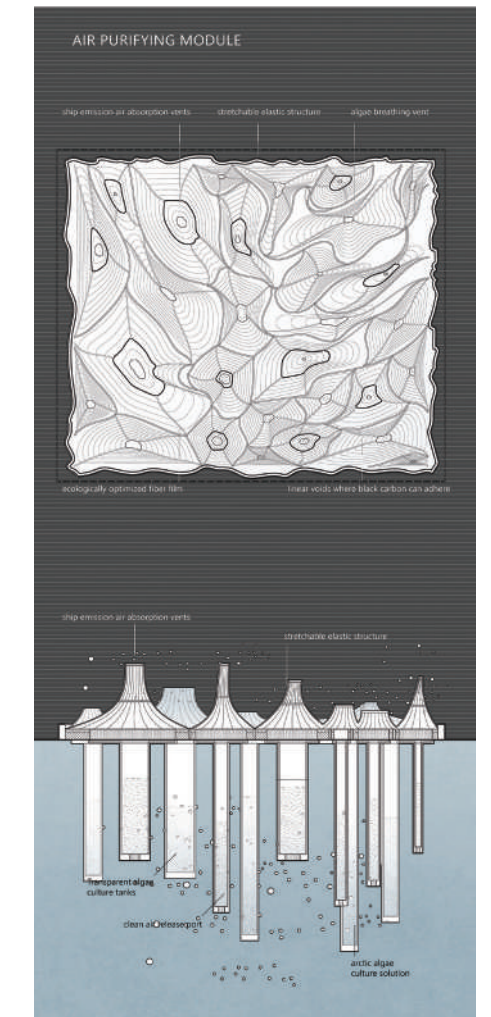 AIR PURIFYING MODULE
ship emission air absorption vents
stretchable elastic structure
algae breathing vent
ecologically optimized fiber film
linear voids where black carbon can adhere
ship emission air absorption vents
stretchable elastic structure
Transparent algae
culture tanks
clean air release port
arctic algae
culture solution